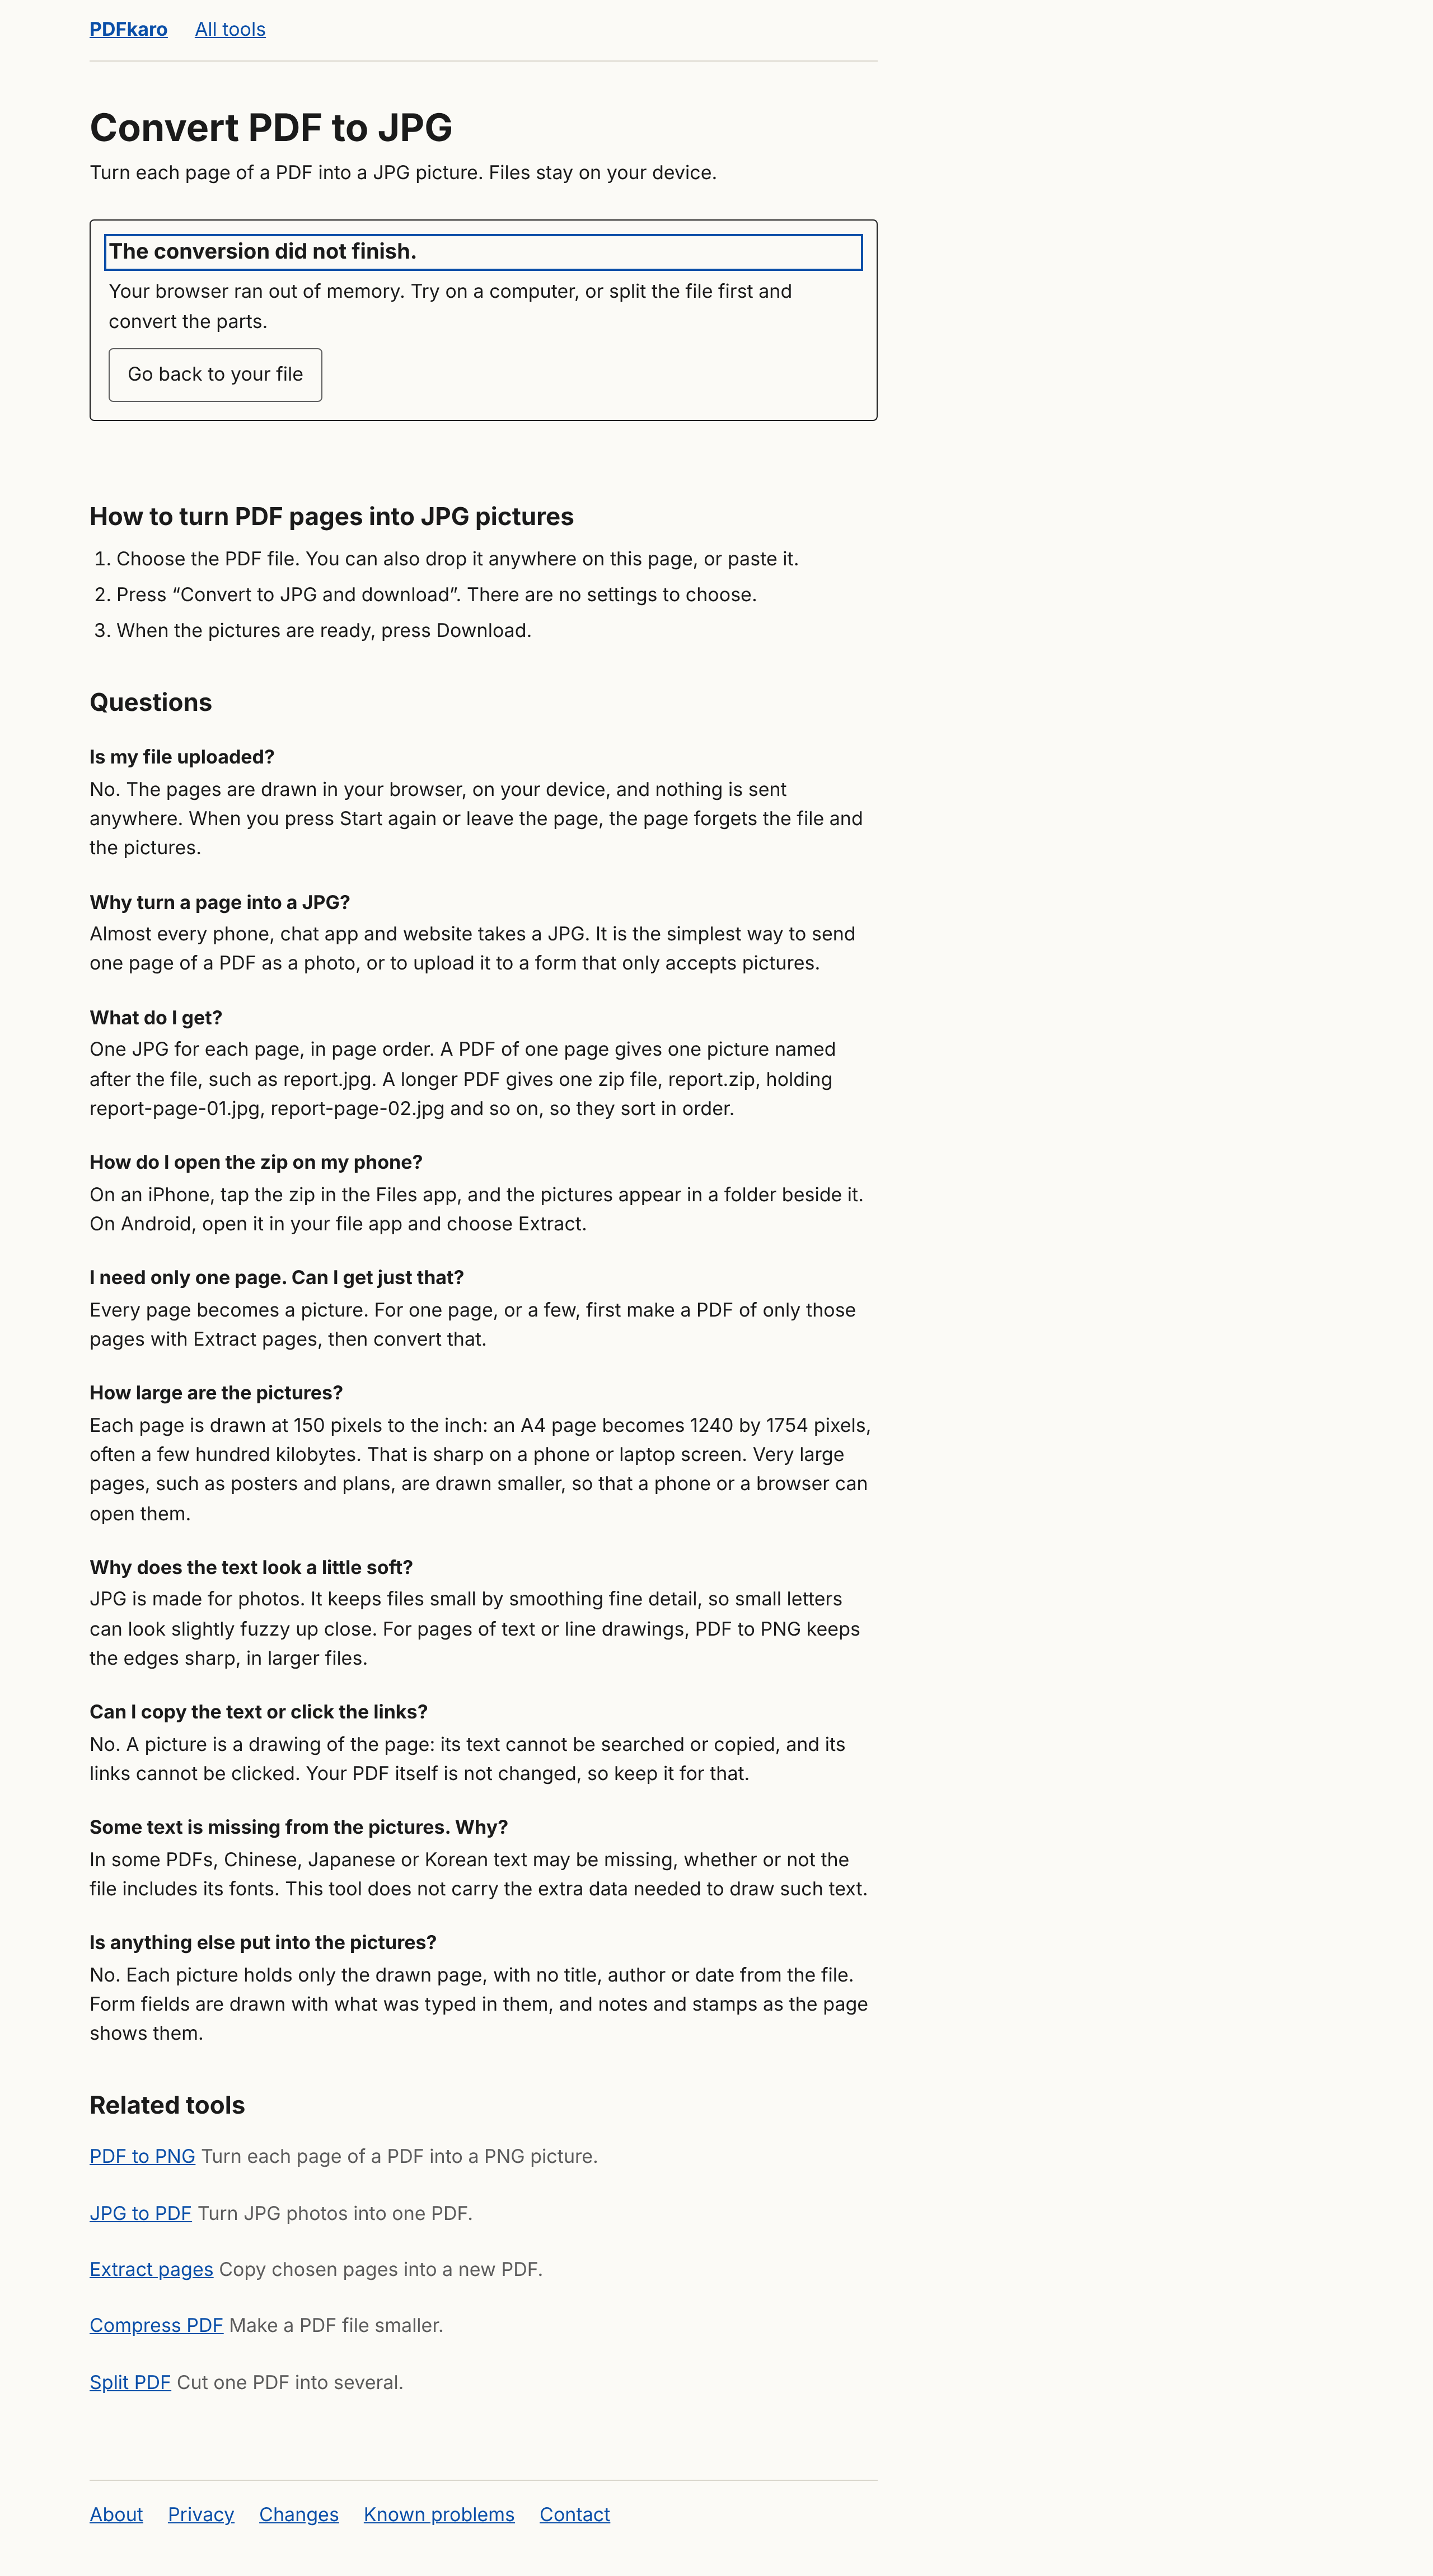 PDFkaro All tools
Convert PDF to JPG
Turn each page of a PDF into a JPG picture. Files stay on your device.
The conversion did not finish.
Your browser ran out of memory. Try on a computer, or split the file first and
convert the parts.
Go back to your file
How to turn PDF pages into JPG pictures
1. Choose the PDF file. You can also drop it anywhere on this page, or paste it.
2. Press “Convert to JPG and download”. There are no settings to choose.
3. When the pictures are ready, press Download.
Questions
Is my file uploaded?
No. The pages are drawn in your browser, on your device, and nothing is sent
anywhere. When you press Start again or leave the page, the page forgets the file and
the pictures.
Why turn a page into a JPG?
Almost every phone, chat app and website takes a JPG. It is the simplest way to send
one page of a PDF as a photo, or to upload it to a form that only accepts pictures.
What do I get?
One JPG for each page, in page order. A PDF of one page gives one picture named
after the file, such as report.jpg. A longer PDF gives one zip file, report.zip, holding
report-page-01.jpg, report-page-02.jpg and so on, so they sort in order.
How do I open the zip on my phone?
On an iPhone, tap the zip in the Files app, and the pictures appear in a folder beside it.
On Android, open it in your file app and choose Extract.
I need only one page. Can I get just that?
Every page becomes a picture. For one page, or a few, first make a PDF of only those
pages with Extract pages, then convert that.
How large are the pictures?
Each page is drawn at 150 pixels to the inch: an A4 page becomes 1240 by 1754 pixels,
often a few hundred kilobytes. That is sharp on a phone or laptop screen. Very large
pages, such as posters and plans, are drawn smaller, so that a phone or a browser can
open them.
Why does the text look a little soft?
JPG is made for photos. It keeps files small by smoothing fine detail, so small letters
can look slightly fuzzy up close. For pages of text or line drawings, PDF to PNG keeps
the edges sharp, in larger files.
Can I copy the text or click the links?
No. A picture is a drawing of the page: its text cannot be searched or copied, and its
links cannot be clicked. Your PDF itself is not changed, so keep it for that.
Some text is missing from the pictures. Why?
In some PDFs, Chinese, Japanese or Korean text may be missing, whether or not the
file includes its fonts. This tool does not carry the extra data needed to draw such text.
Is anything else put into the pictures?
No. Each picture holds only the drawn page, with no title, author or date from the file.
Form fields are drawn with what was typed in them, and notes and stamps as the page
shows them.
Related tools
PDF to PNG Turn each page of a PDF into a PNG picture.
JPG to PDF Turn JPG photos into one PDF.
Extract pages Copy chosen pages into a new PDF.
Compress PDF Make a PDF file smaller.
Split PDF Cut one PDF into several.
About Privacy Changes Known problems Contact